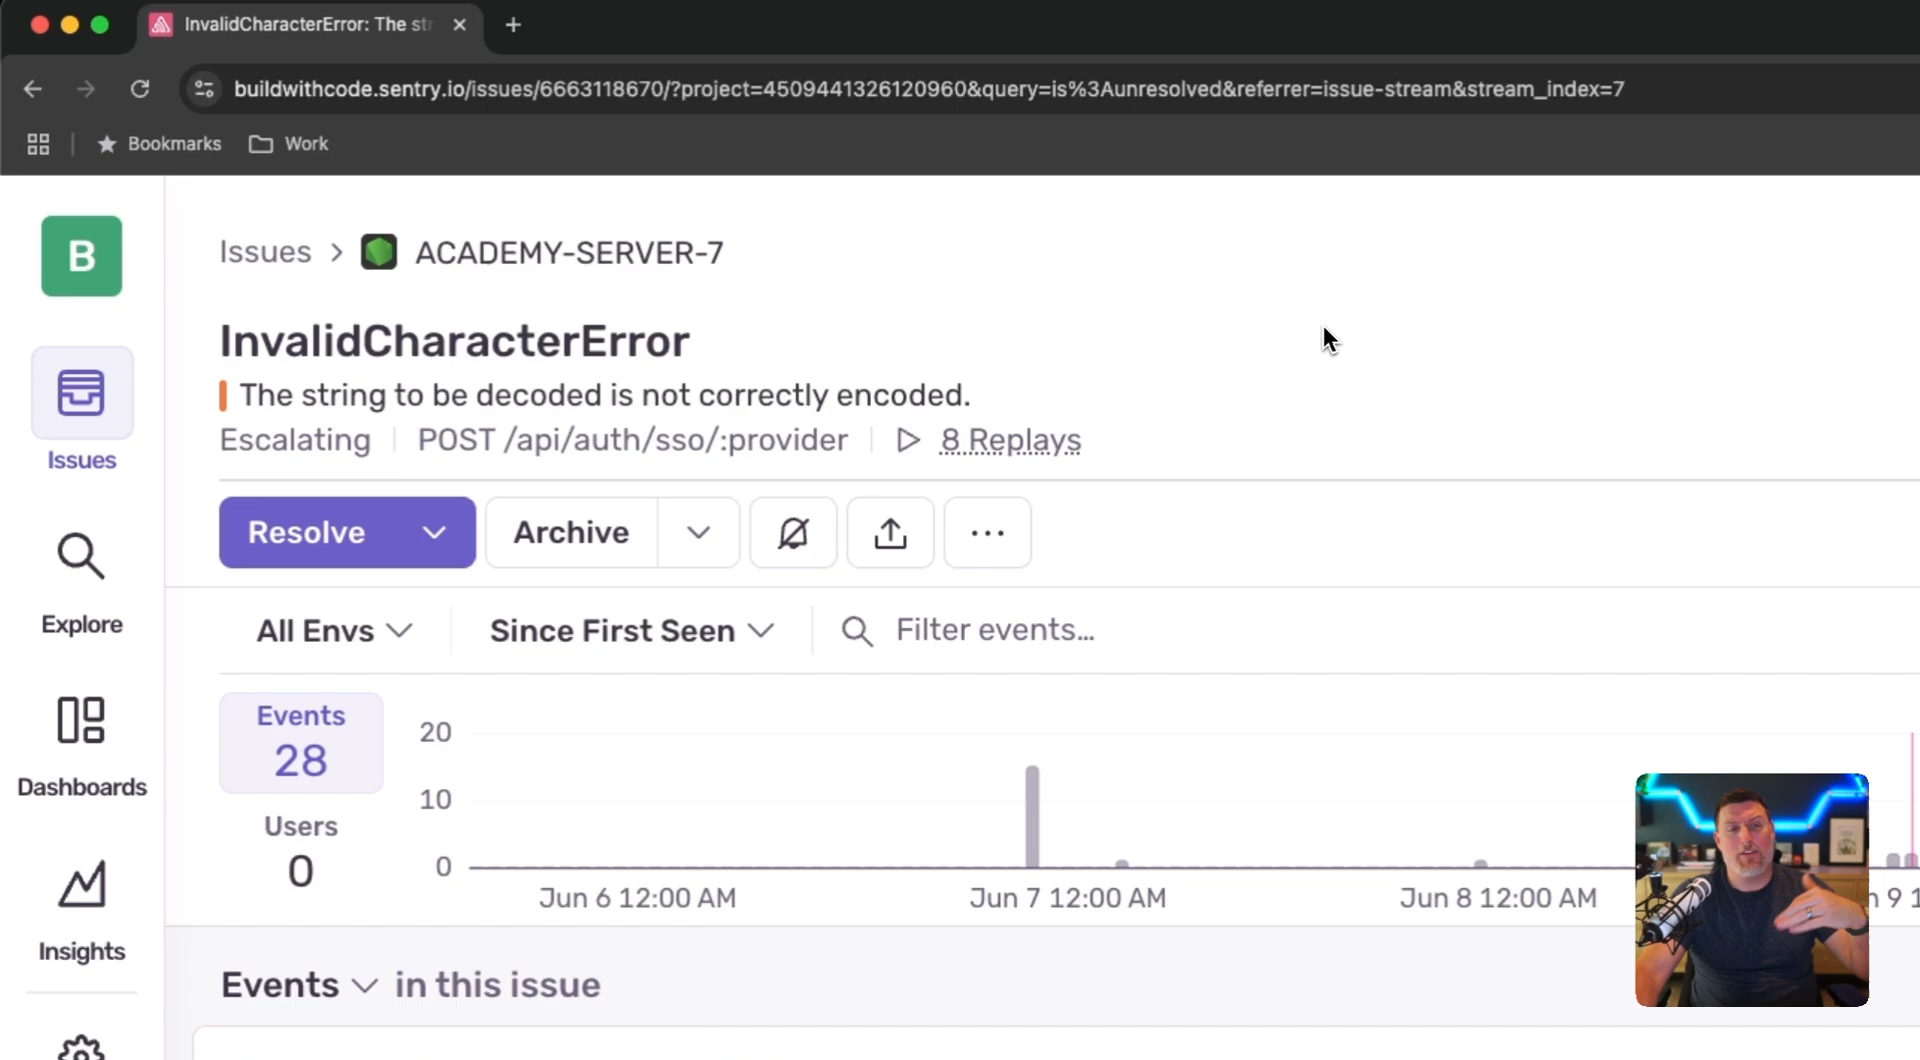 InvalidCharacterError: The str
buildwithcode.sentry.io/issues/6663118670/?project=4509441326120960&query=is%3Aunresolved&referrer=issue-stream&stream_index=7
Bookmarks
Work
B
Issues
Explore
Dashboards
Insights
Issues > ACADEMY-SERVER-7
InvalidCharacterError
The string to be decoded is not correctly encoded.
Escalating POST /api/auth/sso/:provider 8 Replays
Resolve Archive ...
All Envs Since First Seen Filter events...
Events
28
Users
0
20
10
0
Jun 6 12:00 AM Jun 7 12:00 AM Jun 8 12:00 AM 9 1
Events in this issue